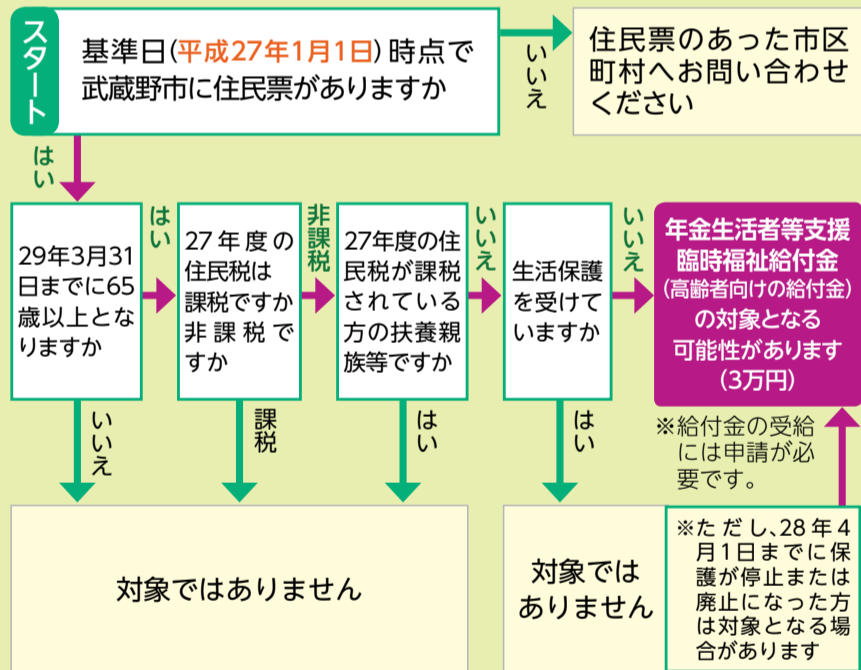 スタート
基準日(平成27年1月1日)時点で
武蔵野市に住民票がありますか
いいえ
住民票のあった市区
町村へお問い合わせ
ください
はい
29年3月31
日までに65
歳以上とな
りますか
はい
27年度の
住民税は
課税ですか
非課税で
すか
非課税
27年度の住
民税が課税
されている
方の扶養親
族等ですか
いいえ
生活保護
を受けて
いますか
いいえ
年金生活者等支援
臨時福祉給付金
(高齢者向けの給付金)
の対象となる
可能性があります
(3万円)
いいえ
課税
はい
はい
※給付金の受給
には申請が必
要です。
対象ではありません
対象では
ありません
※ただし、28年4
月1日までに保
護が停止または
廃止になった方
は対象となる場
合があります